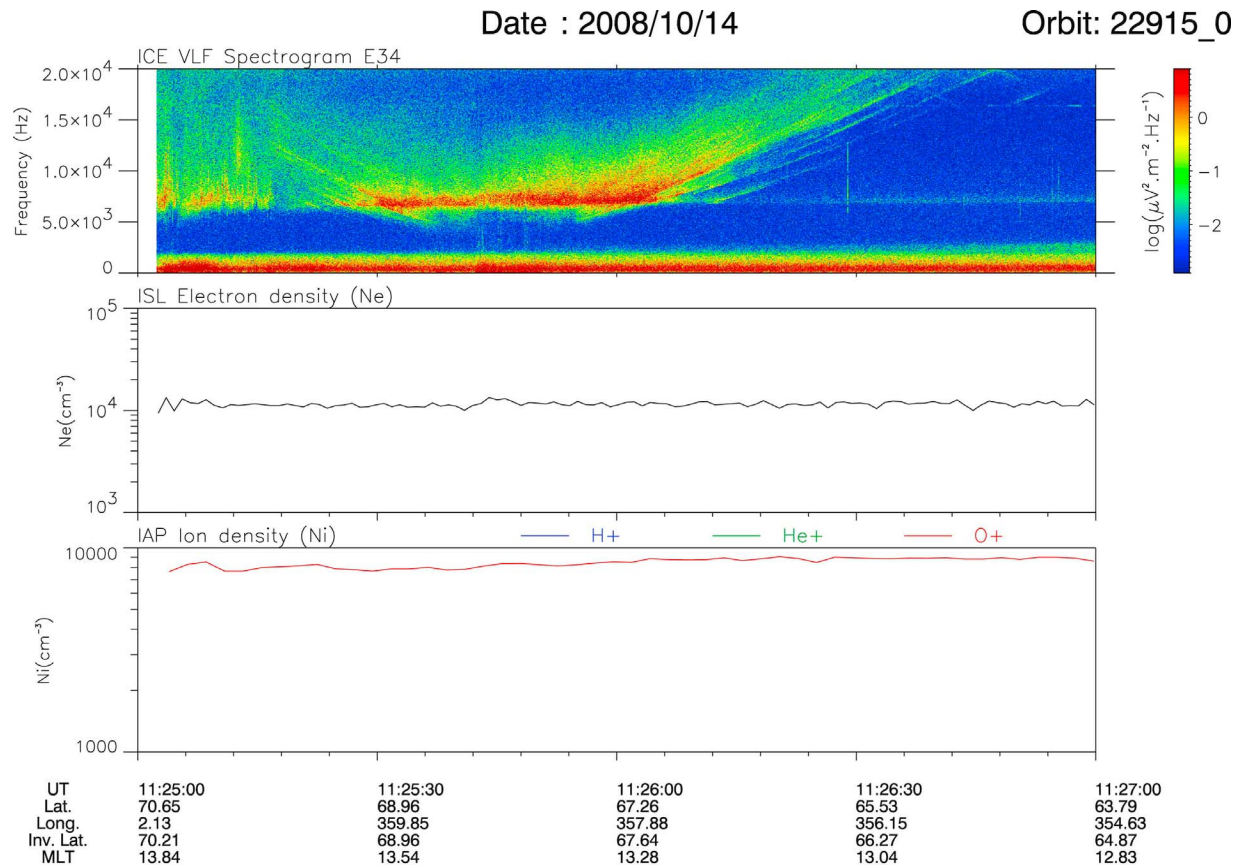 Date : 2008/10/14 Orbit: 22915_0
ICE VLF Spectrogram E34
Frequency (Hz)
2.0×10⁴
1.5×10⁴
1.0×10⁴
5.0×10³
0
0
−1
−2
log(μV².m⁻².Hz⁻¹)
ISL Electron density (Ne)
Ne(cm⁻³)
10⁵
10⁴
10³
IAP Ion density (Ni) H+ He+ O+
Ni(cm⁻³)
10000
1000
UT 11:25:00 11:25:30 11:26:00 11:26:30 11:27:00
Lat. 70.65 68.96 67.26 65.53 63.79
Long. 2.13 359.85 357.88 356.15 354.63
Inv. Lat. 70.21 68.96 67.64 66.27 64.87
MLT 13.84 13.54 13.28 13.04 12.83